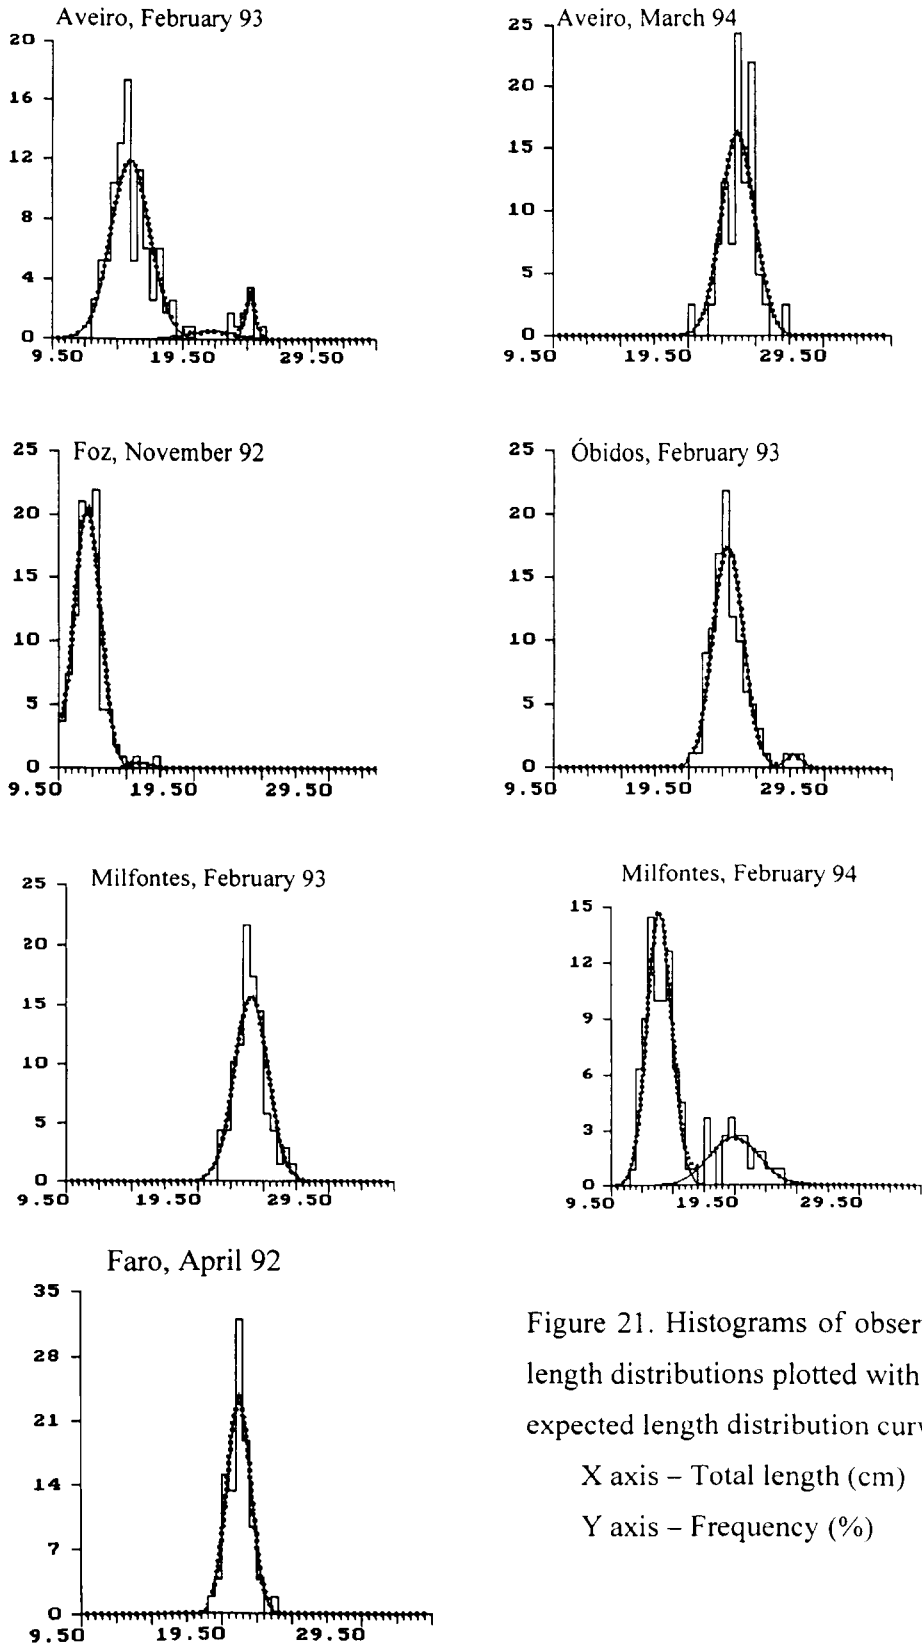 Aveiro, February 93
20
16
12
8
4
0
9.50 19.50 29.50
Aveiro, March 94
25
20
15
10
5
0
9.50 19.50 29.50
Foz, November 92
25
20
15
10
5
0
9.50 19.50 29.50
Óbidos, February 93
25
20
15
10
5
0
9.50 19.50 29.50
Milfontes, February 93
25
20
15
10
5
0
9.50 19.50 29.50
Milfontes, February 94
15
12
9
6
3
0
9.50 19.50 29.50
Faro, April 92
35
28
21
14
7
0
9.50 19.50 29.50
Figure 21. Histograms of obser
length distributions plotted with
expected length distribution curv
X axis – Total length (cm)
Y axis – Frequency (%)